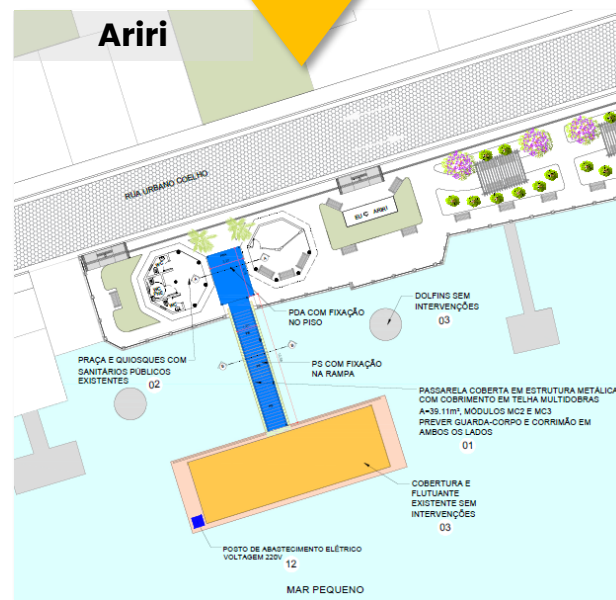 Ariri
RUA URBANO COELHO
EU ARIRI
PDA COM FIXAÇÃO
NO PISO
DOLFINS SEM
INTERVENÇÕES
03
PRAÇA E QUIOSQUES COM
SANITÁRIOS PÚBLICOS
EXISTENTES
02
PS COM FIXAÇÃO
NA RAMPA
PASSARELA COBERTA EM ESTRUTURA METÁLICA
COM COBRIMENTO EM TELHA MULTIDOBRAS
A=39.11m², MÓDULOS MC2 E MC3
PREVER GUARDA-CORPO E CORRIMÃO EM
AMBOS OS LADOS
01
COBERTURA E
FLUTUANTE
EXISTENTE SEM
INTERVENÇÕES
03
POSTO DE ABASTECIMENTO ELÉTRICO
VOLTAGEM 220V
12
MAR PEQUENO